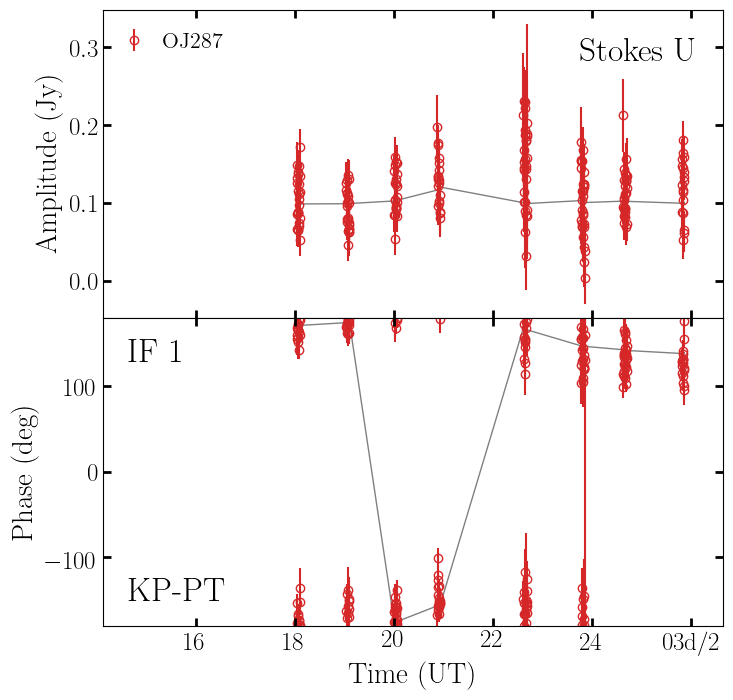 OJ287
Stokes U
0.3
0.2
0.1
0.0
Amplitude (Jy)
IF 1
100
0
−100
Phase (deg)
KP-PT
16 18 20 22 24 03d/2
Time (UT)